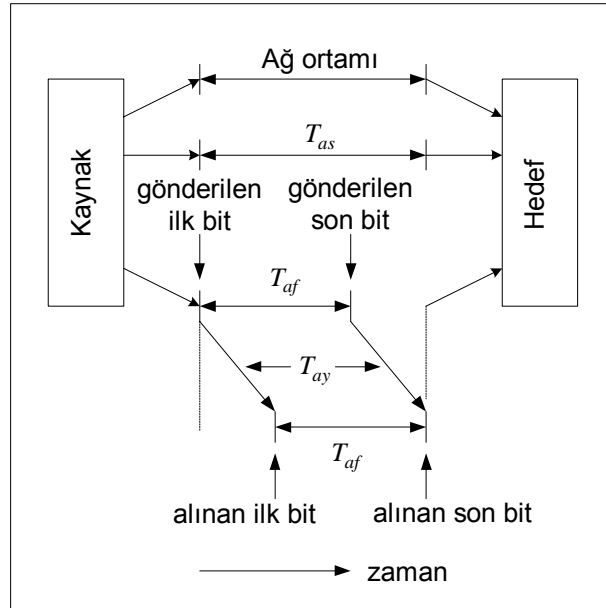 Ağ ortamı
Kaynak
Hedef
T_as
gönderilen
ilk bit
gönderilen
son bit
T_af
T_ay
T_af
alınan ilk bit
alınan son bit
zaman